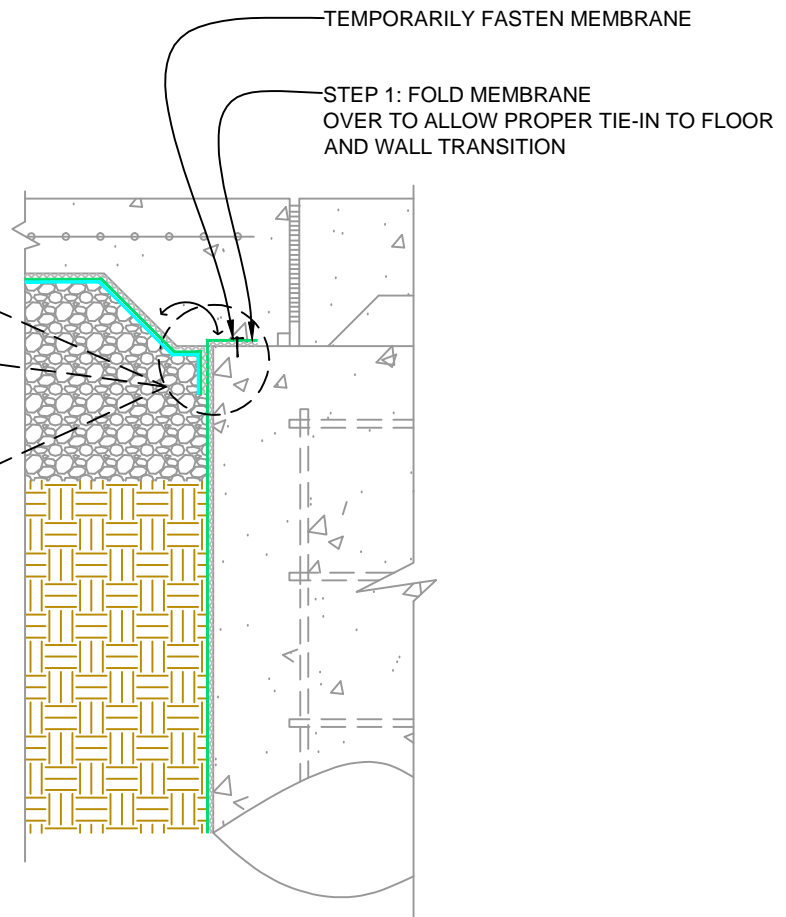 TEMPORARILY FASTEN MEMBRANE
STEP 1: FOLD MEMBRANE
OVER TO ALLOW PROPER TIE-IN TO FLOOR
AND WALL TRANSITION